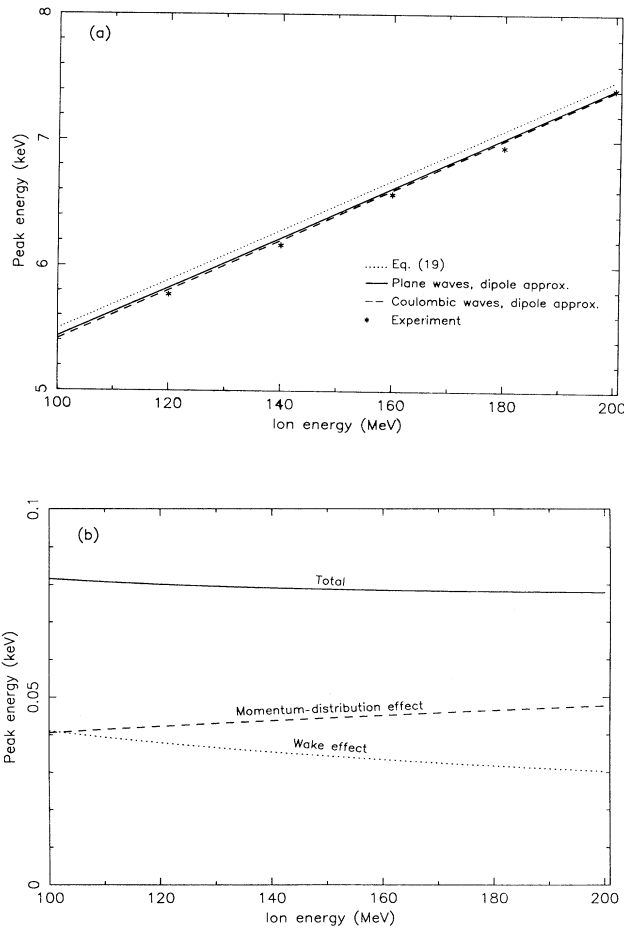 8
(a)
7
6
5
Peak energy (keV)
Eq. (19)
Plane waves, dipole approx.
Coulombic waves, dipole approx.
Experiment
100
120
140
160
180
200
Ion energy (MeV)
0.1
(b)
Total
0.05
Momentum-distribution effect
Wake effect
Peak energy (keV)
0
100
120
140
160
180
200
Ion energy (MeV)